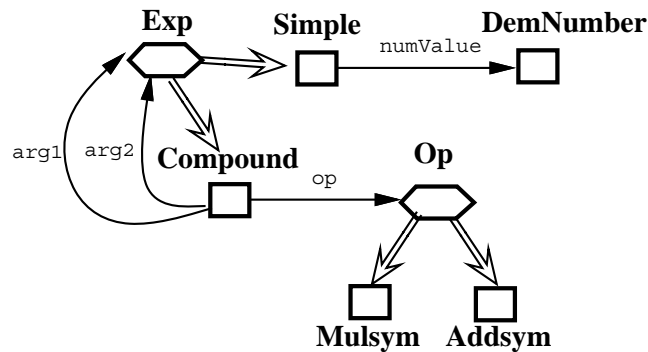 Exp
Simple
DemNumber
numValue
arg1
arg2
Compound
Op
op
Mulsym
Addsym